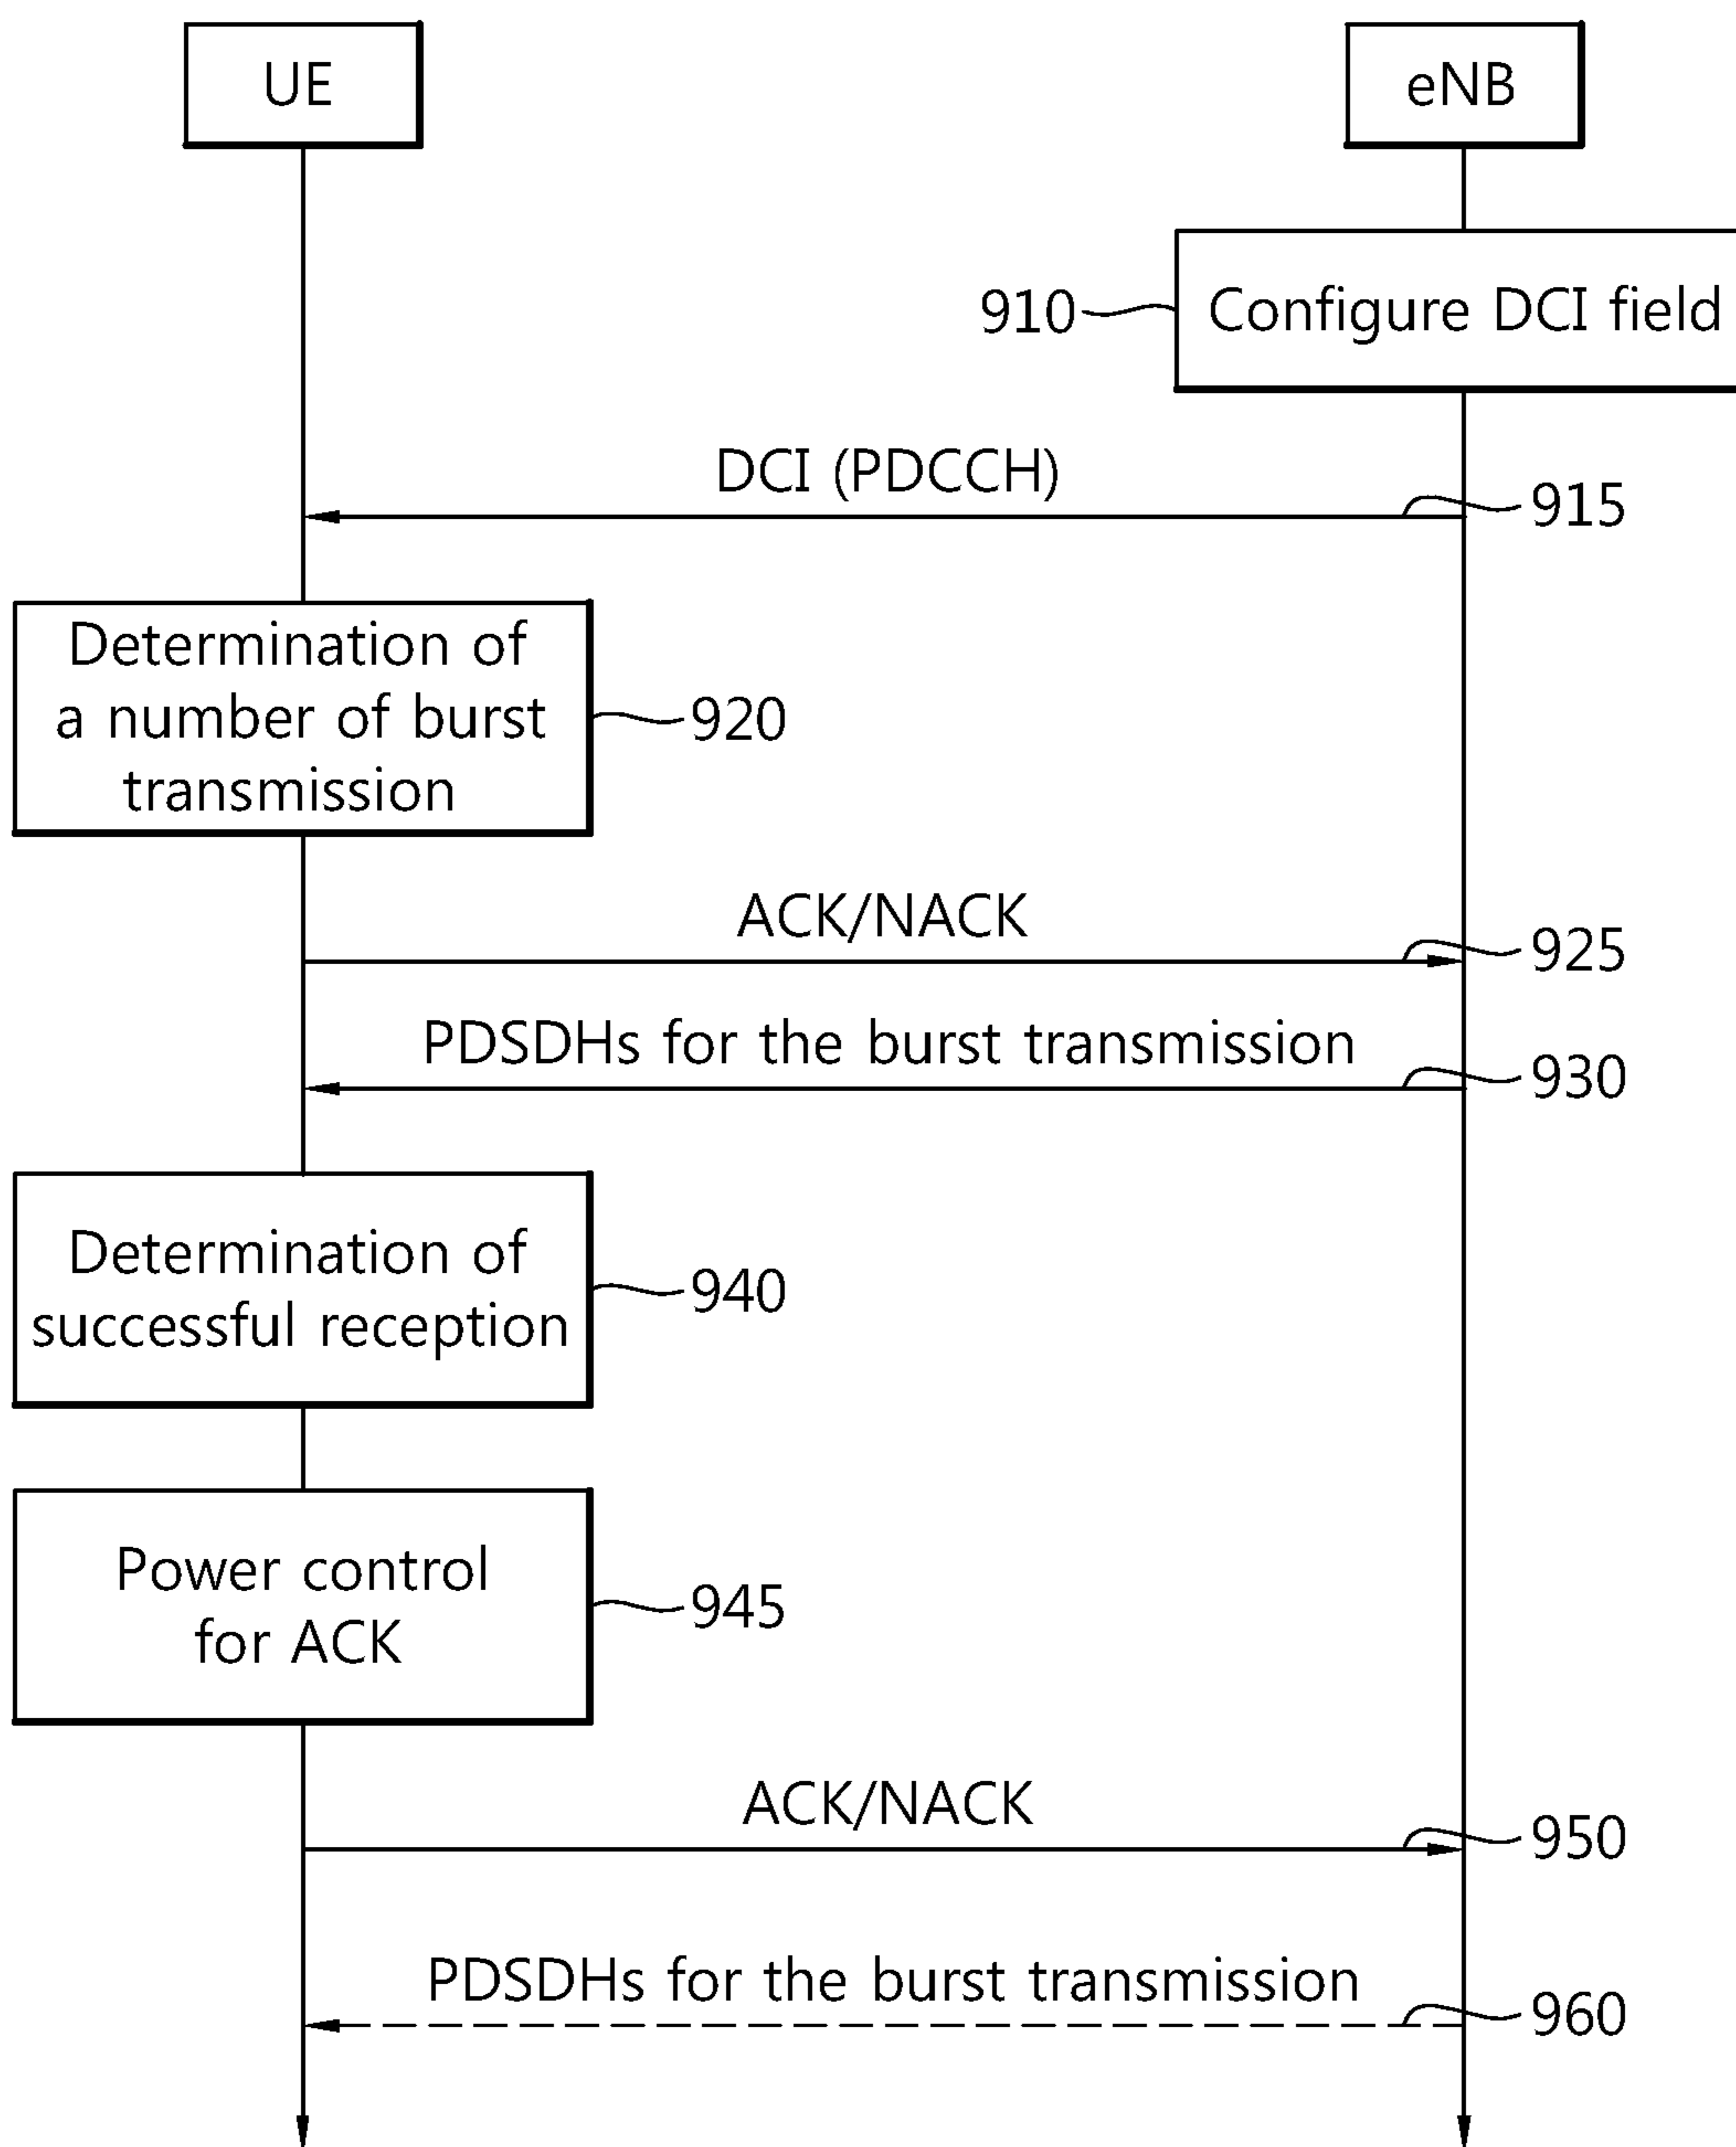 UE
eNB
910
Configure DCI field
DCI (PDCCH)
915
Determination of
a number of burst
transmission
920
ACK/NACK
925
PDSDHs for the burst transmission
930
Determination of
successful reception
940
Power control
for ACK
945
ACK/NACK
950
PDSDHs for the burst transmission
960